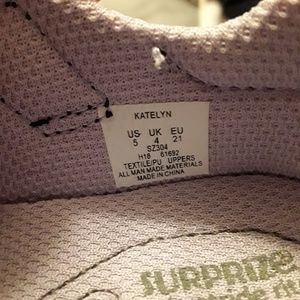 KATELYN
US UK EU
5 4 21
SZ304
H18 61692
TEXTILE/PU UPPERS
ALL MAN MADE MATERIALS
MADE IN CHINA
SURPRIZE